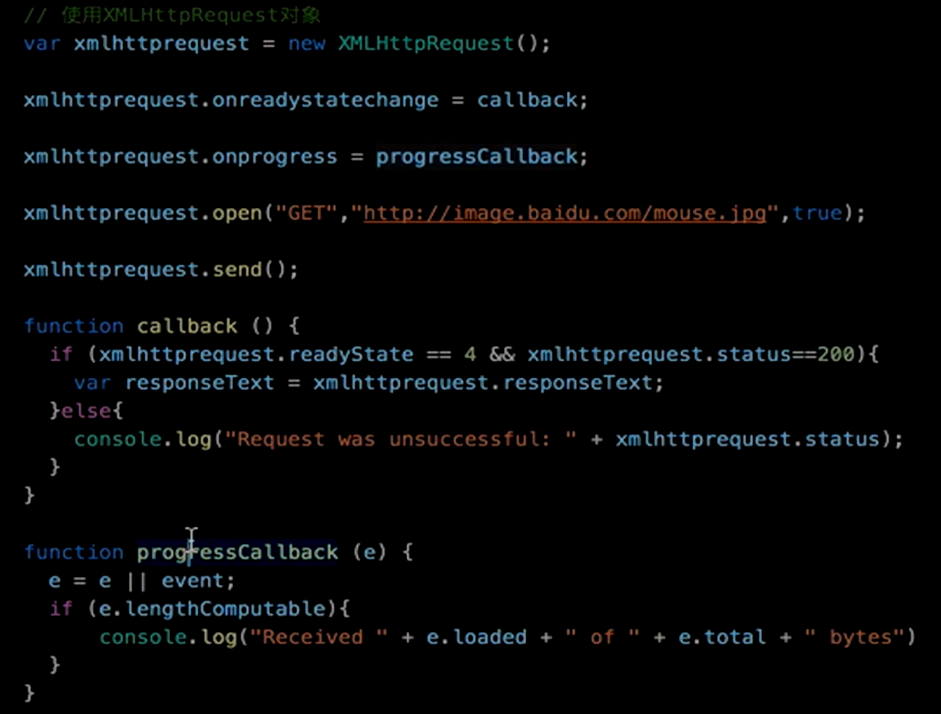 // 使用XMLHttpRequest对象
var xmlhttprequest = new XMLHttpRequest();
xmlhttprequest.onreadystatechange = callback;
xmlhttprequest.onprogress = progressCallback;
xmlhttprequest.open("GET","http://image.baidu.com/mouse.jpg",true);
xmlhttprequest.send();
function callback () {
if (xmlhttprequest.readyState == 4 && xmlhttprequest.status==200){
var responseText = xmlhttprequest.responseText;
}else{
console.log("Request was unsuccessful: " + xmlhttprequest.status);
}
}
function progressCallback (e) {
e = e || event;
if (e.lengthComputable){
console.log("Received " + e.loaded + " of " + e.total + " bytes")
}
}